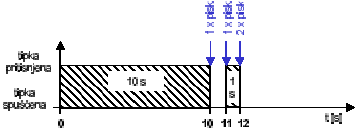 1 x pisk
1 x pisk
2 x pisk
tipka
pritisnjena
10 s
1
s
tipka
spuščena
0
10
11
12
t [s]